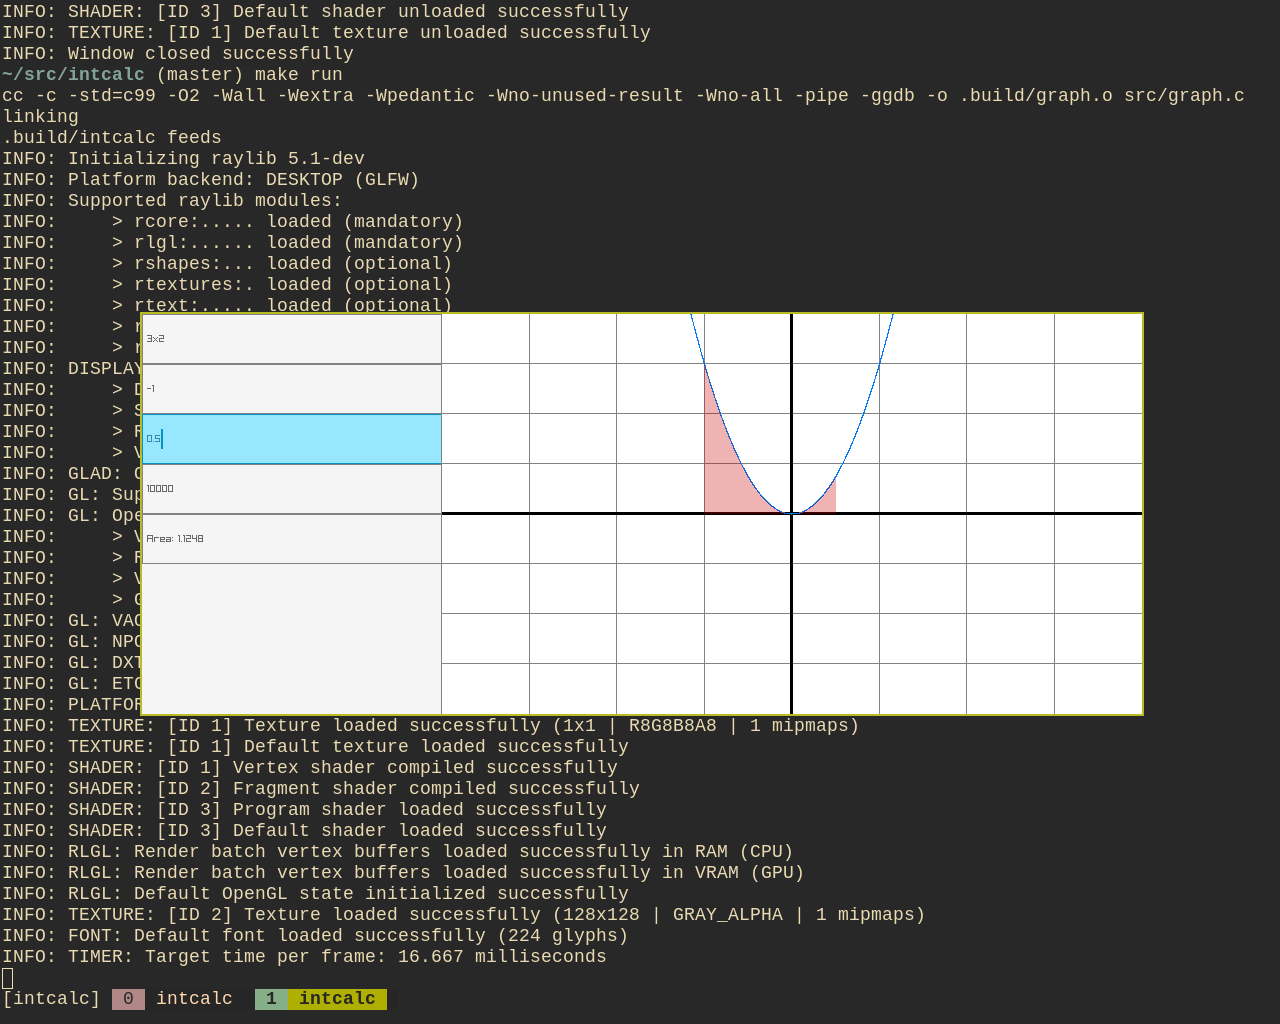 INFO: SHADER: [ID 3] Default shader unloaded successfully
INFO: TEXTURE: [ID 1] Default texture unloaded successfully
INFO: Window closed successfully
~/src/intcalc (master) make run
cc -c -std=c99 -O2 -Wall -Wextra -Wpedantic -Wno-unused-result -Wno-all -pipe -ggdb -o .build/graph.o src/graph.c
linking
.build/intcalc feeds
INFO: Initializing raylib 5.1-dev
INFO: Platform backend: DESKTOP (GLFW)
INFO: Supported raylib modules:
INFO:     > rcore:..... loaded (mandatory)
INFO:     > rlgl:...... loaded (mandatory)
INFO:     > rshapes:... loaded (optional)
INFO:     > rtextures:. loaded (optional)
INFO:     > rtext:..... loaded (optional)
INFO:     > r
INFO:     > r
INFO: DISPLAY
INFO:     >
INFO:     > S
INFO:     >
INFO:     > V
INFO: GLAD:
INFO: GL: Sup
INFO: GL: Ope
INFO:     > V
INFO:     >
INFO:     > V
INFO:     >
INFO: GL: VAO
INFO: GL: NPO
INFO: GL: DXT
INFO: GL: ETC
INFO: PLATFOR
3x2
-1
0.5
10000
Area: 1.1248
INFO: TEXTURE: [ID 1] Texture loaded successfully (1x1 | R8G8B8A8 | 1 mipmaps)
INFO: TEXTURE: [ID 1] Default texture loaded successfully
INFO: SHADER: [ID 1] Vertex shader compiled successfully
INFO: SHADER: [ID 2] Fragment shader compiled successfully
INFO: SHADER: [ID 3] Program shader loaded successfully
INFO: SHADER: [ID 3] Default shader loaded successfully
INFO: RLGL: Render batch vertex buffers loaded successfully in RAM (CPU)
INFO: RLGL: Render batch vertex buffers loaded successfully in VRAM (GPU)
INFO: RLGL: Default OpenGL state initialized successfully
INFO: TEXTURE: [ID 2] Texture loaded successfully (128x128 | GRAY_ALPHA | 1 mipmaps)
INFO: FONT: Default font loaded successfully (224 glyphs)
INFO: TIMER: Target time per frame: 16.667 milliseconds
[intcalc] 0 intcalc 1 intcalc